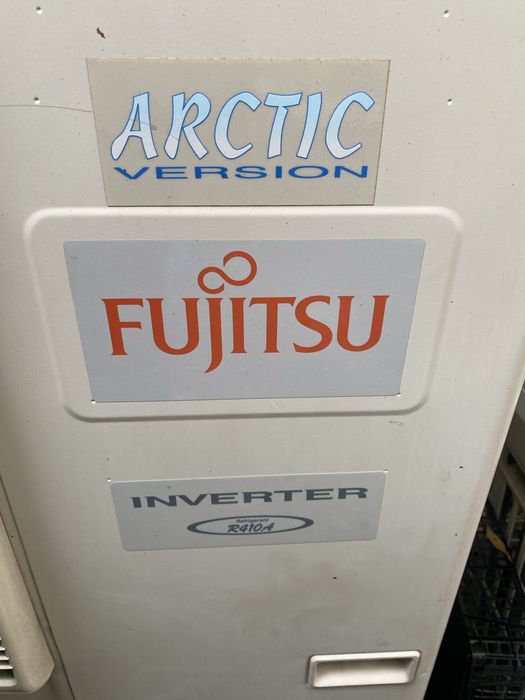 ARCTIC
VERSION
FUJITSU
INVERTER
Refrigerant
R410A